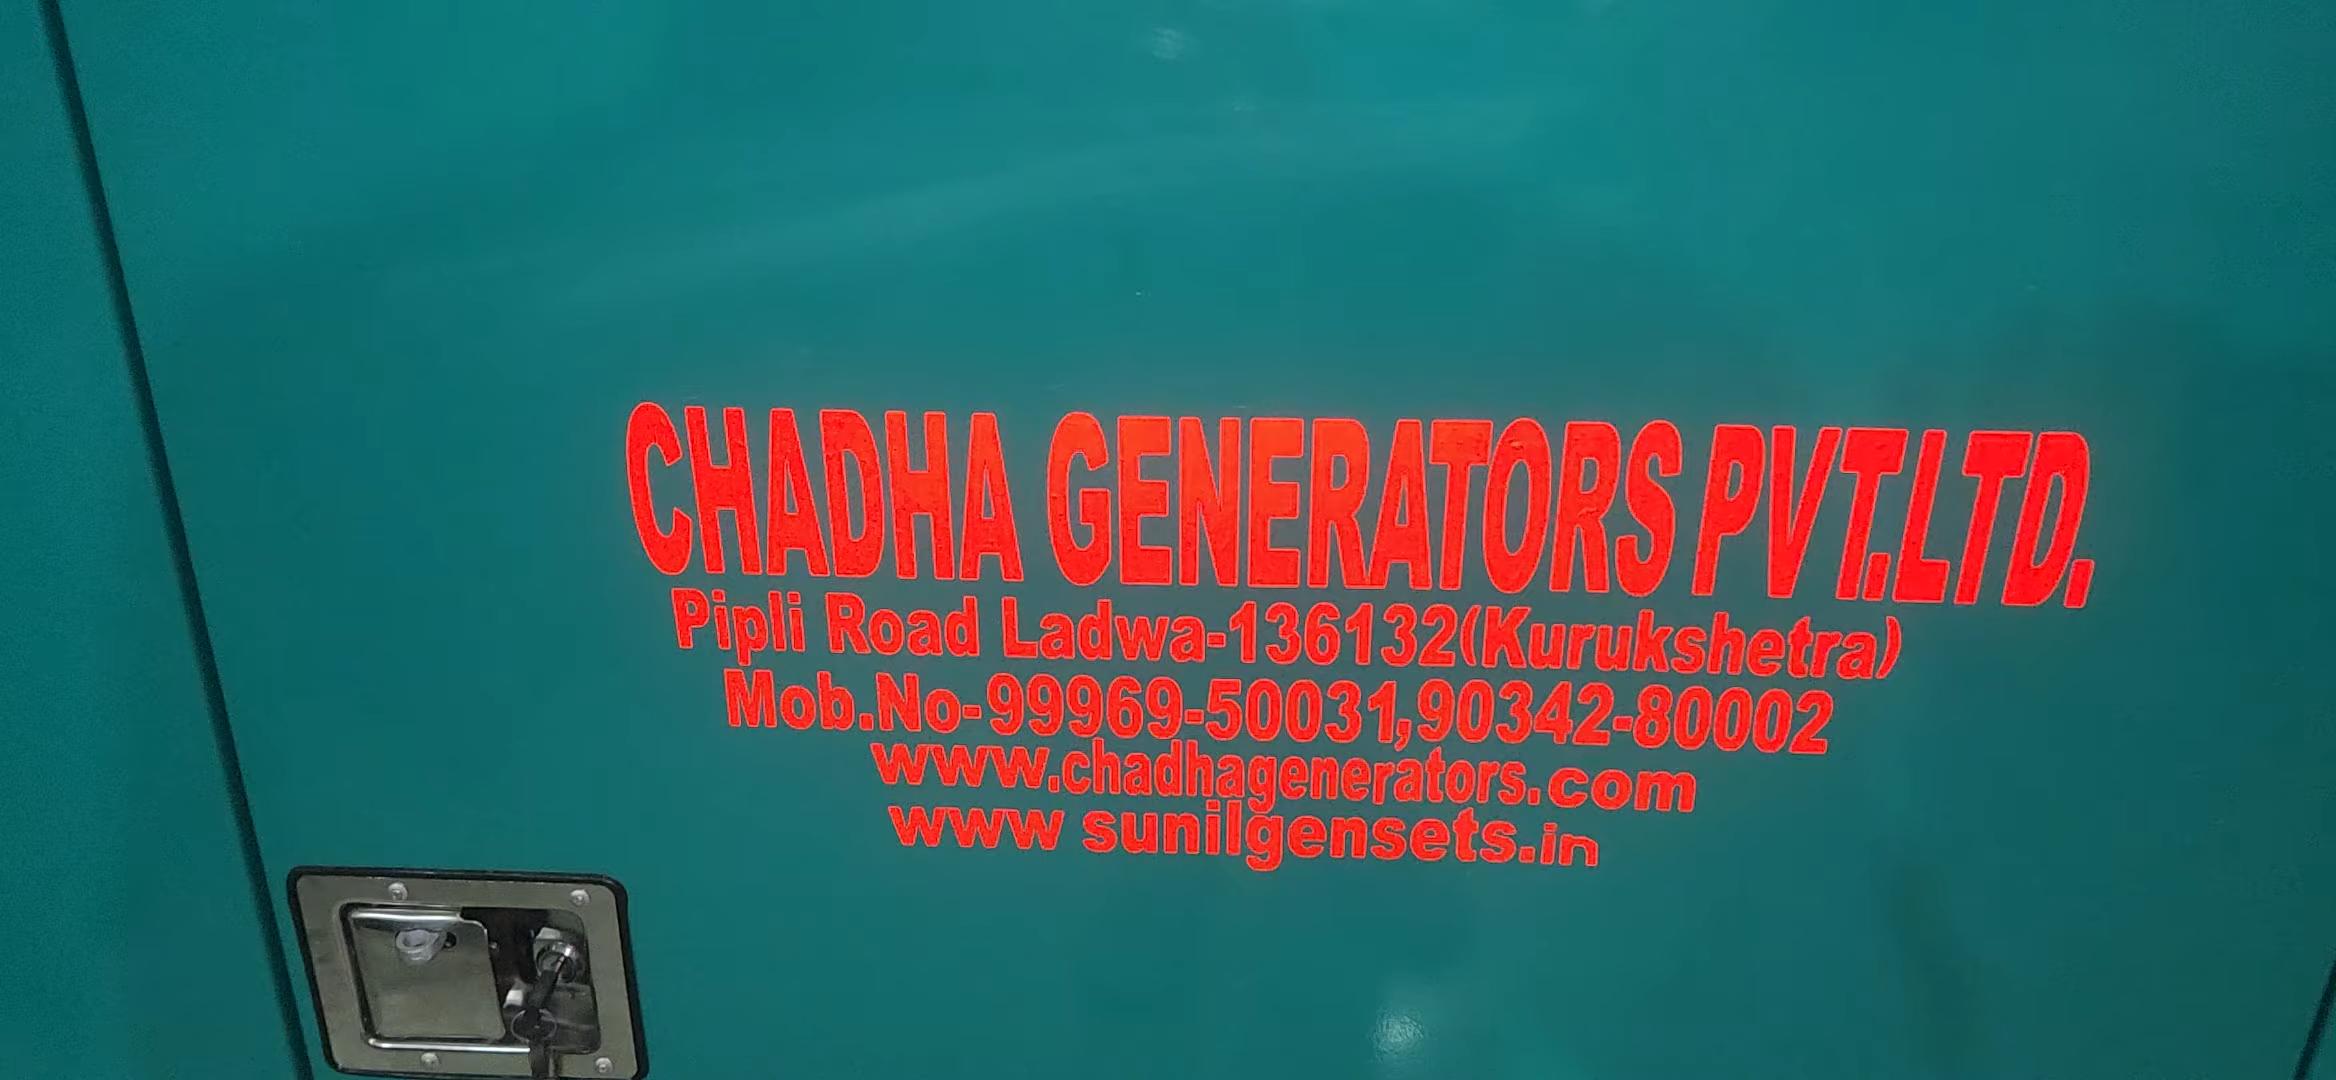 CHADHA GENERATORS PVT.LTD.
Pipli Road Ladwa-136132(Kurukshetra)
Mob.No-99969-50031,90342-80002
www.chadhagenerators.com
www sunilgensets.in